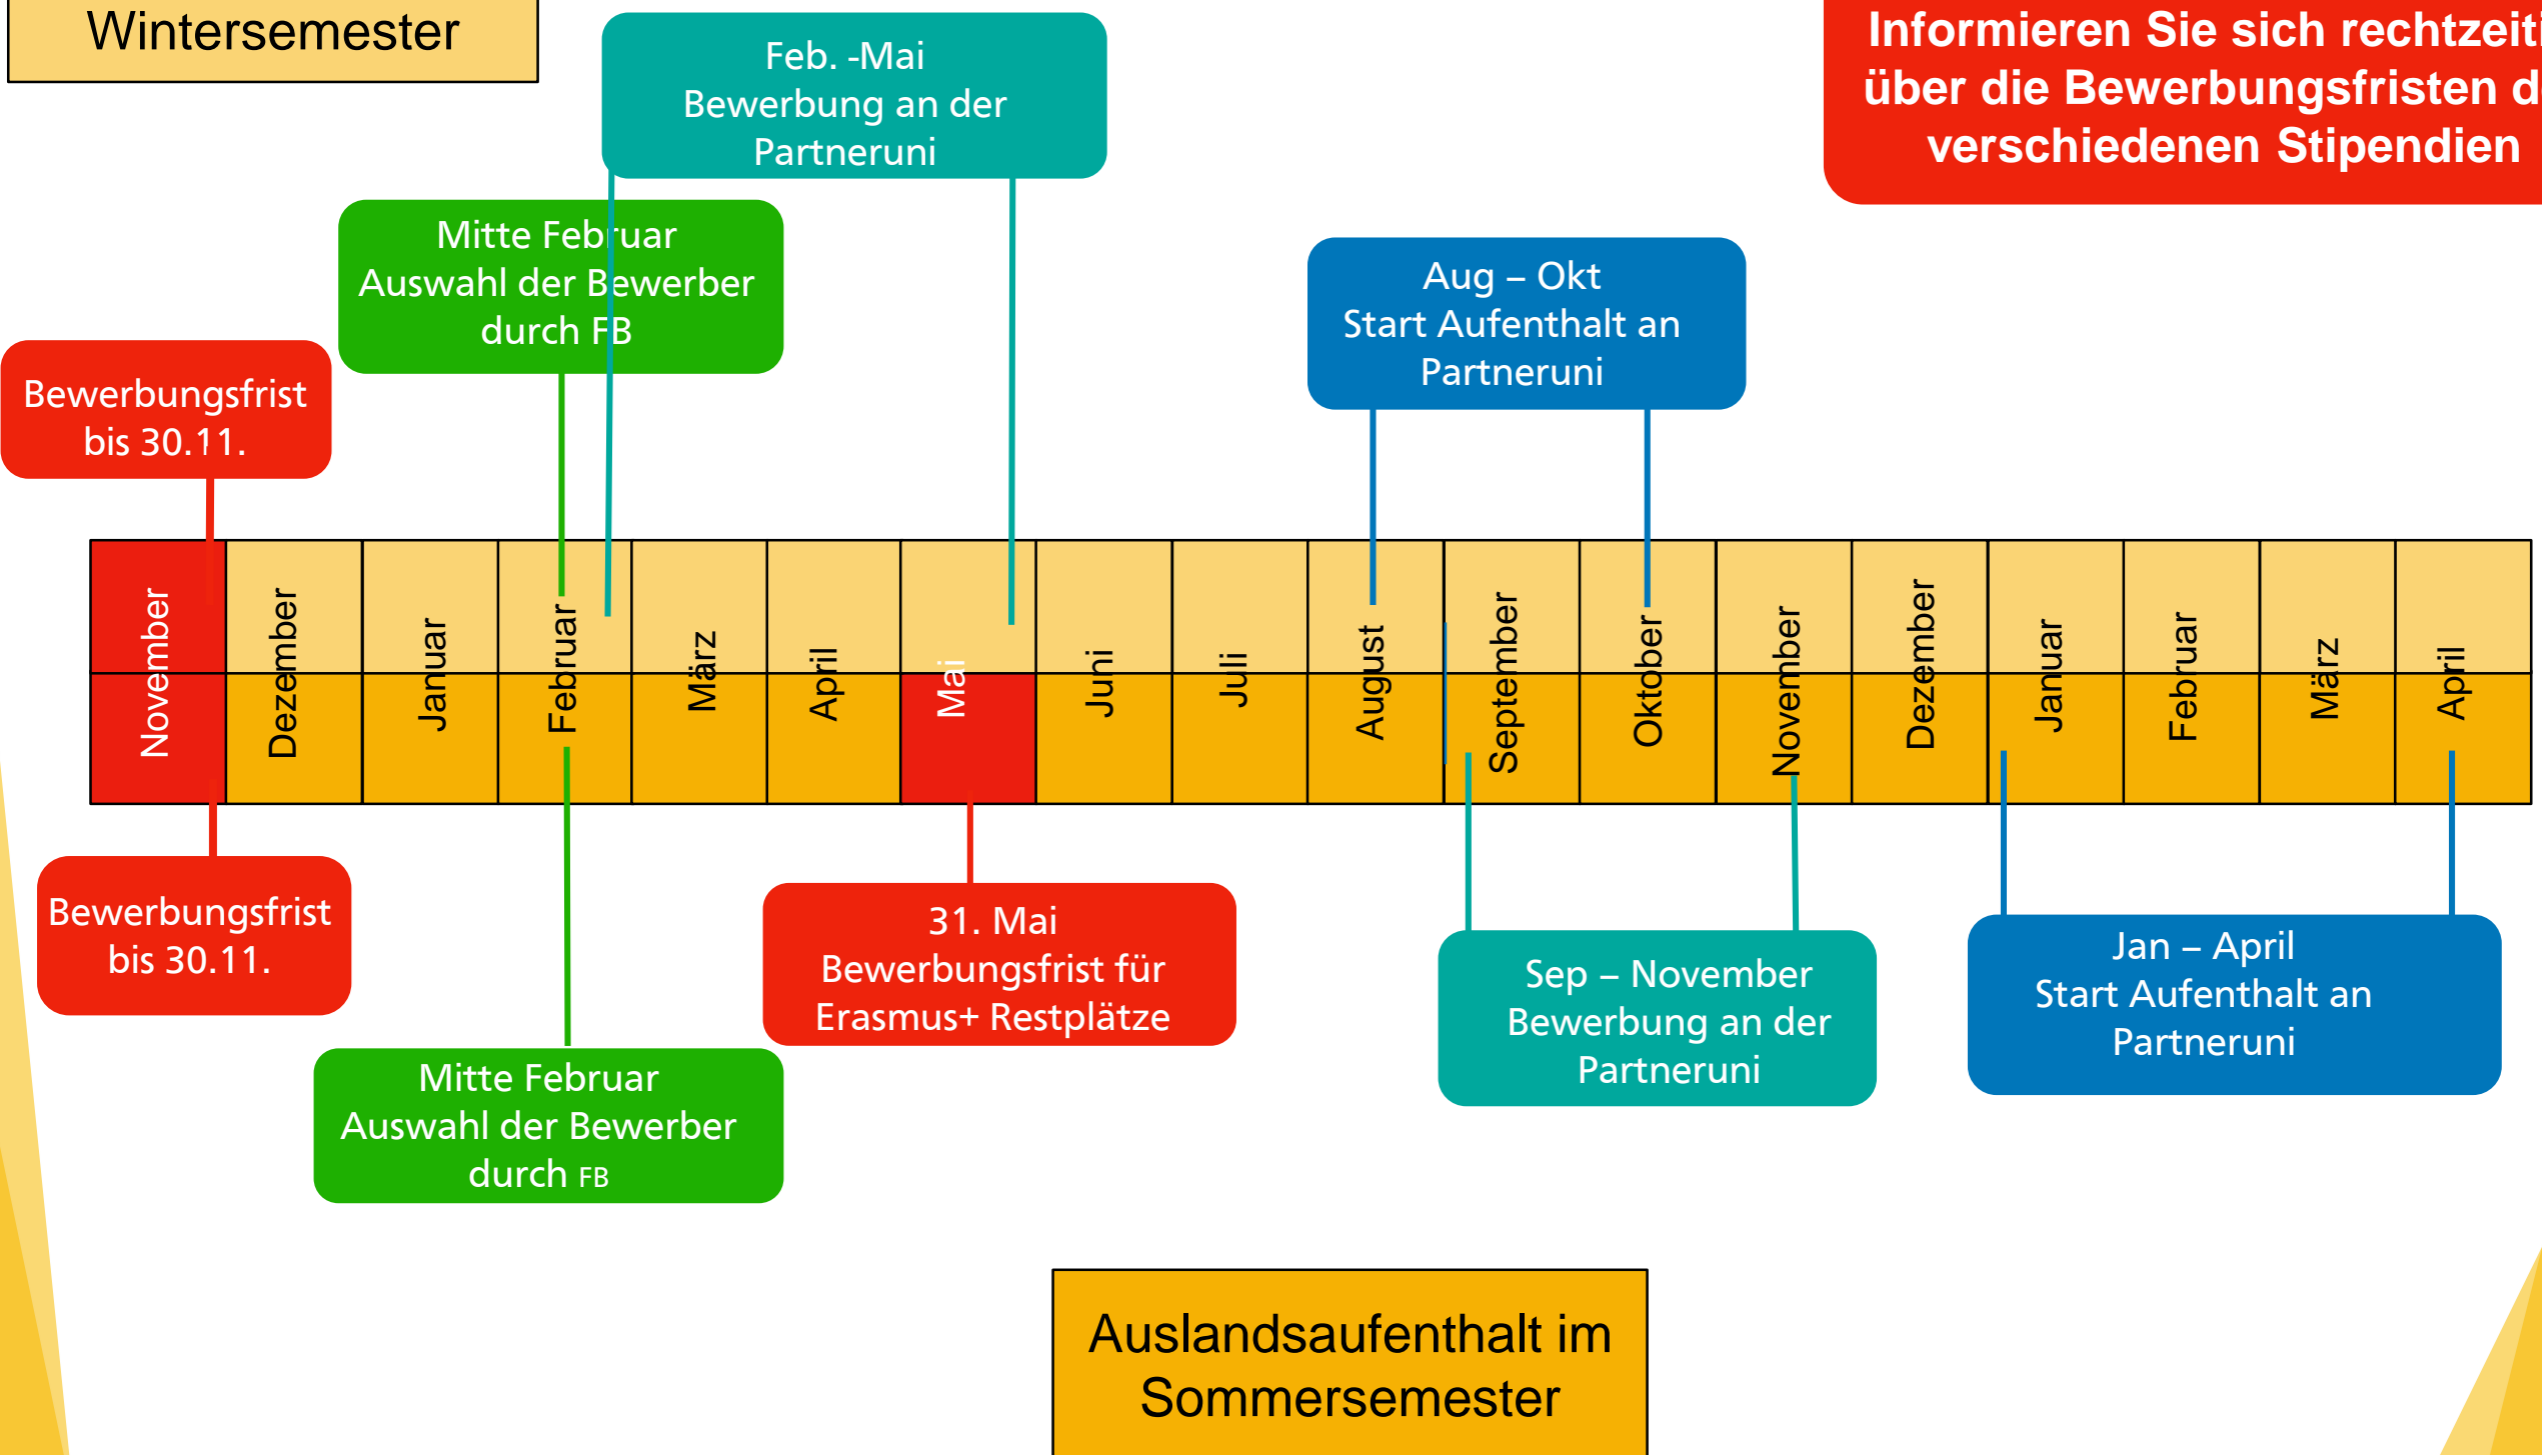 Wintersemester
Informieren Sie sich
über die Bewerbungsfristen
verschiedenen Stipendien
Feb. -Mai
Bewerbung an der
Partneruni
Mitte Februar
Auswahl der Bewerber
durch FB
Aug – Okt
Start Aufenthalt an
Partneruni
Bewerbungsfrist
bis 30.11.
November
Dezember
Januar
Februar
März
April
Mai
Juni
Juli
August
September
Oktober
November
Dezember
Januar
Februar
März
April
Bewerbungsfrist
bis 30.11.
31. Mai
Bewerbungsfrist für
Erasmus+ Restplätze
Sep – November
Bewerbung an der
Partneruni
Jan – April
Start Aufenthalt an
Partneruni
Mitte Februar
Auswahl der Bewerber
durch FB
Auslandsaufenthalt im
Sommersemester